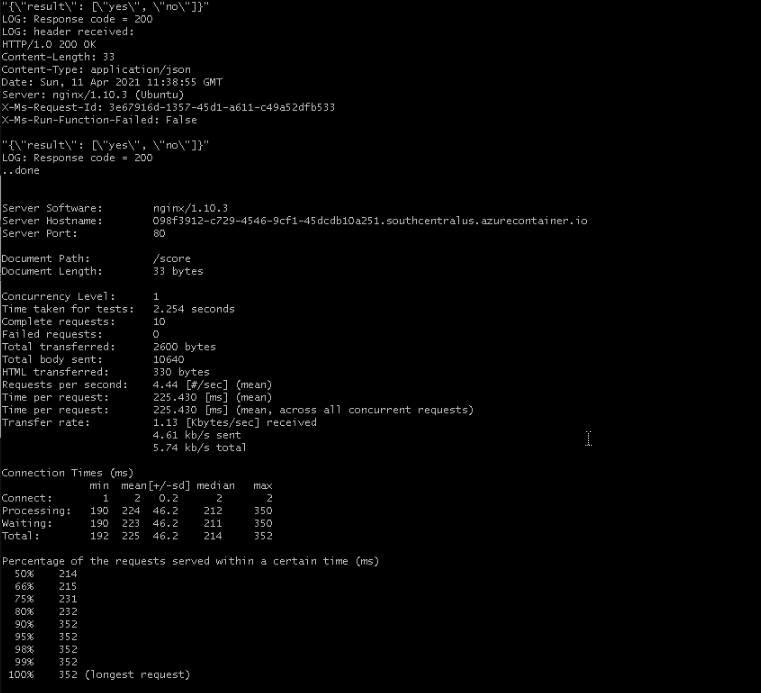 "{\"result\": [\"yes\", \"no\"]}"
LOG: Response code = 200
LOG: header received:
HTTP/1.0 200 OK
Content-Length: 33
Content-Type: application/json
Date: Sun, 11 Apr 2021 11:38:55 GMT
Server: nginx/1.10.3 (Ubuntu)
X-Ms-Request-Id: 3e67916d-1357-45d1-a611-c49a52dfb533
X-Ms-Run-Function-Failed: False

"{\"result\": [\"yes\", \"no\"]}"
LOG: Response code = 200
..done


Server Software:        nginx/1.10.3
Server Hostname:        098f3912-c729-4546-9cf1-45dcdb10a251.southcentralus.azurecontainer.io
Server Port:            80

Document Path:          /score
Document Length:        33 bytes

Concurrency Level:      1
Time taken for tests:   2.254 seconds
Complete requests:      10
Failed requests:        0
Total transferred:      2600 bytes
Total body sent:        10640
HTML transferred:       330 bytes
Requests per second:    4.44 [#/sec] (mean)
Time per request:       225.430 [ms] (mean)
Time per request:       225.430 [ms] (mean, across all concurrent requests)
Transfer rate:          1.13 [Kbytes/sec] received
                        4.61 kb/s sent
                        5.74 kb/s total

Connection Times (ms)
              min  mean[+/-sd] median   max
Connect:        1    2   0.2      2       2
Processing:   190  224  46.2    212     350
Waiting:      190  223  46.2    211     350
Total:        192  225  46.2    214     352

Percentage of the requests served within a certain time (ms)
  50%    214
  66%    215
  75%    231
  80%    232
  90%    352
  95%    352
  98%    352
  99%    352
 100%    352 (longest request)